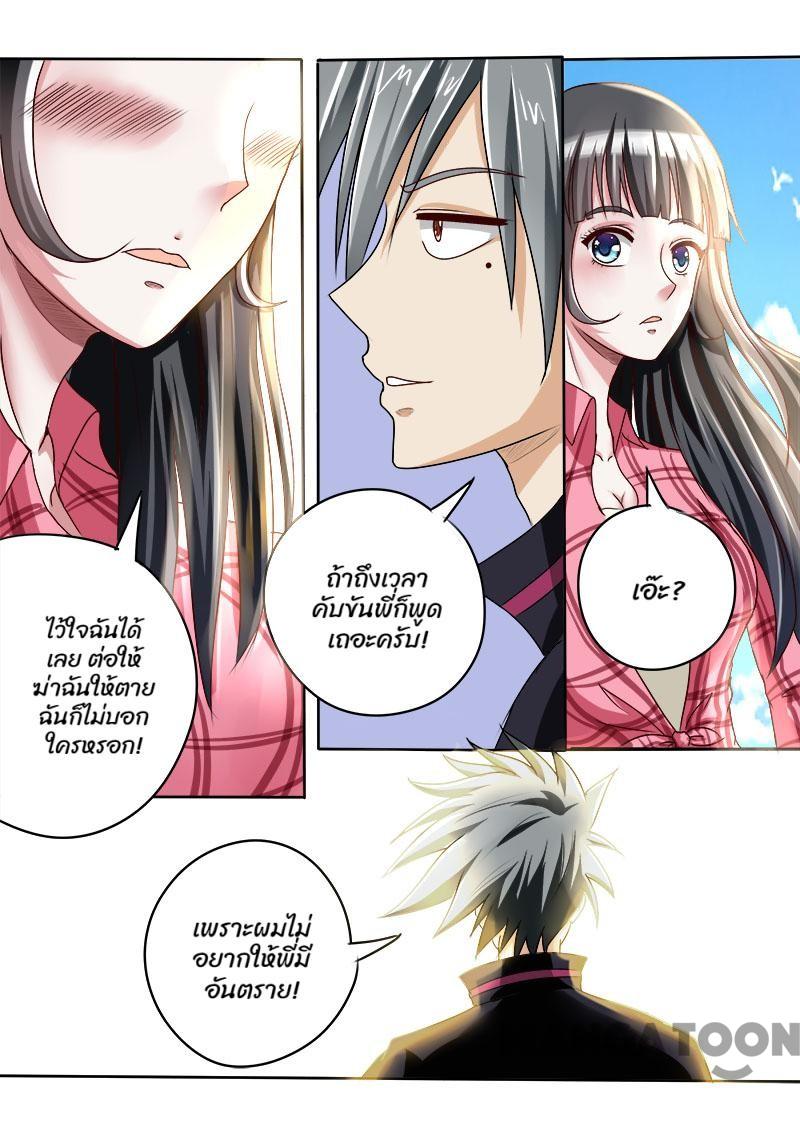 ไว้ใจฉันได้
เลย ต่อให้
ฆ่าฉันให้ตาย
ฉันก็ไม่บอก
ใครหรอก!
ถ้าถึงเวลา
คับขันพี่ก็พูด
เถอะครับ!
เอ๊ะ?
เพราะผมไม่
อยากให้พี่มี
อันตราย!
MANGATOON